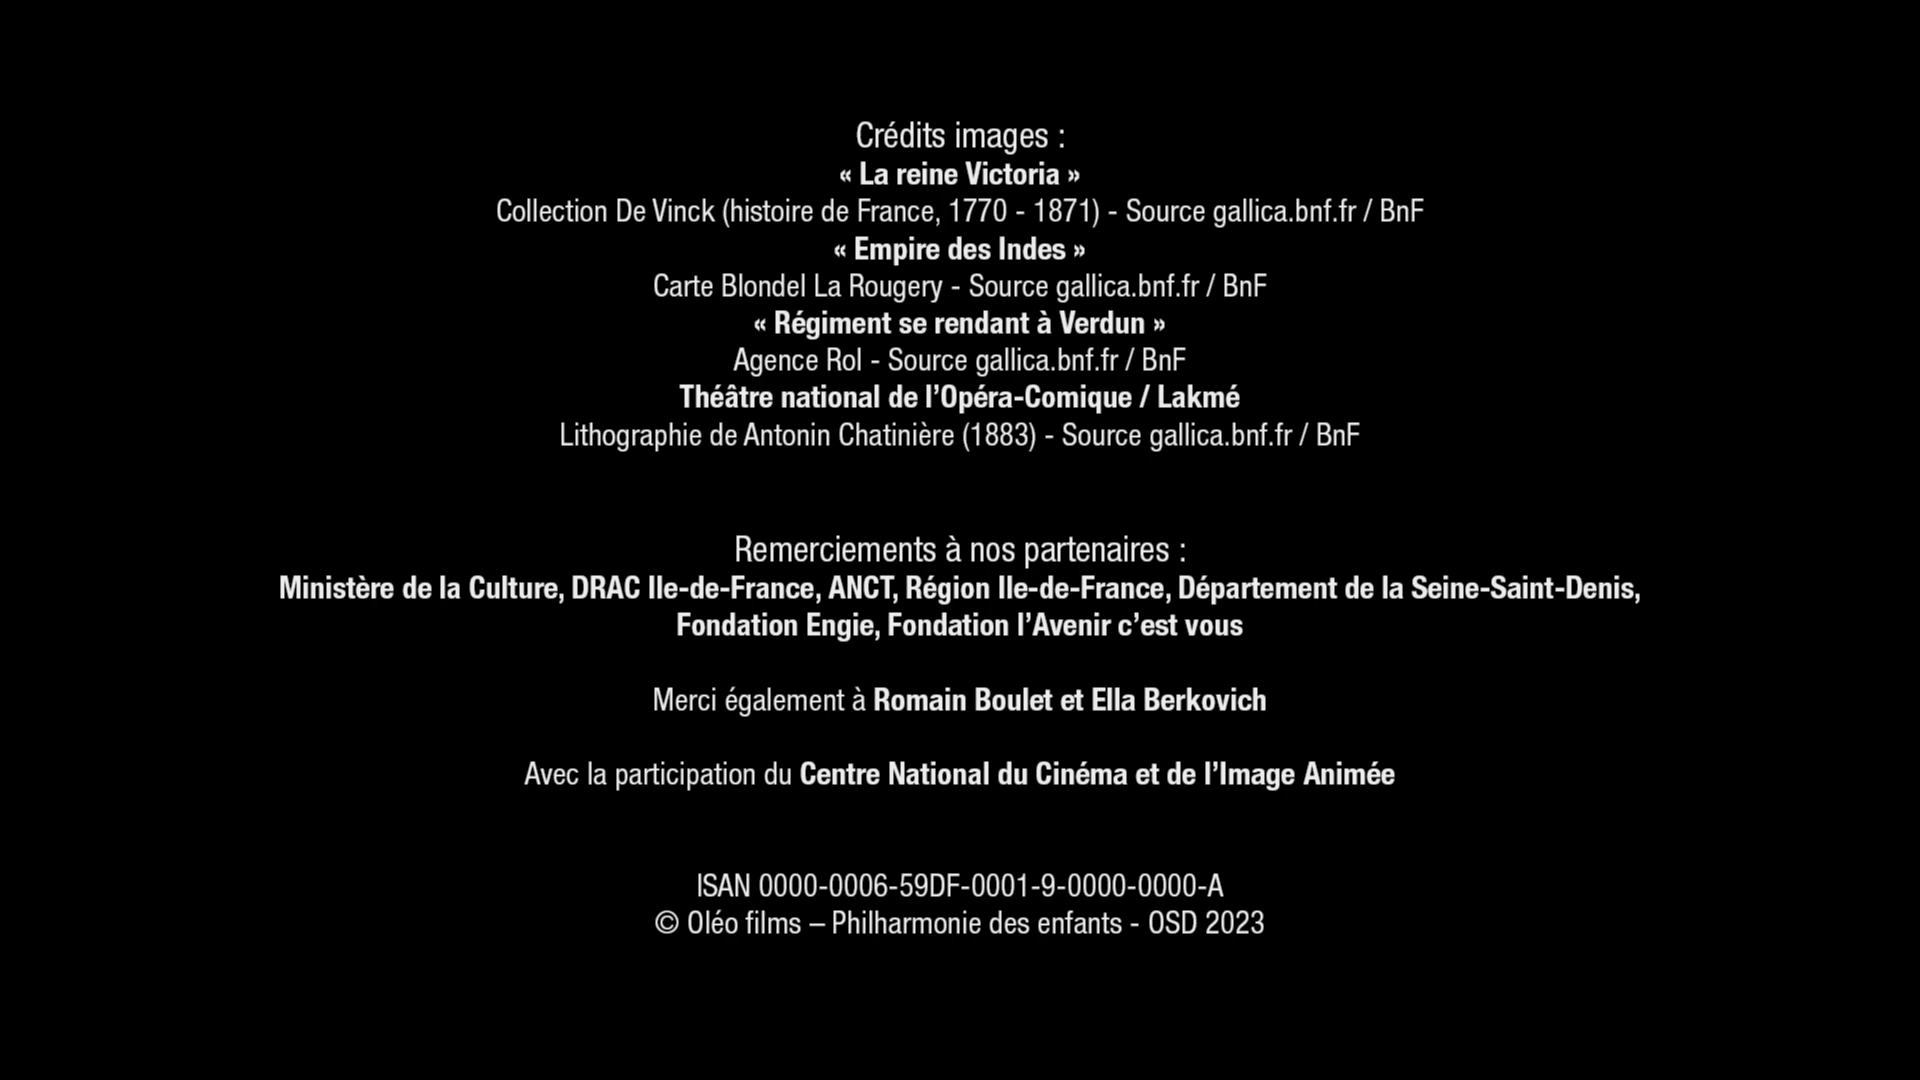 Crédits images :
« La reine Victoria »
Collection De Vinck (histoire de France, 1770 - 1871) - Source gallica.bnf.fr / BnF
« Empire des Indes »
Carte Blondel La Rougery - Source gallica.bnf.fr / BnF
« Régiment se rendant à Verdun »
Agence Rol - Source gallica.bnf.fr / BnF
Théâtre national de l’Opéra-Comique / Lakmé
Lithographie de Antonin Chatinière (1883) - Source gallica.bnf.fr / BnF
Remerciements à nos partenaires :
Ministère de la Culture, DRAC Ile-de-France, ANCT, Région Ile-de-France, Département de la Seine-Saint-Denis,
Fondation Engie, Fondation l’Avenir c’est vous
Merci également à Romain Boulet et Ella Berkovich
Avec la participation du Centre National du Cinéma et de l’Image Animée
ISAN 0000-0006-59DF-0001-9-0000-0000-A
© Oléo films – Philharmonie des enfants - OSD 2023